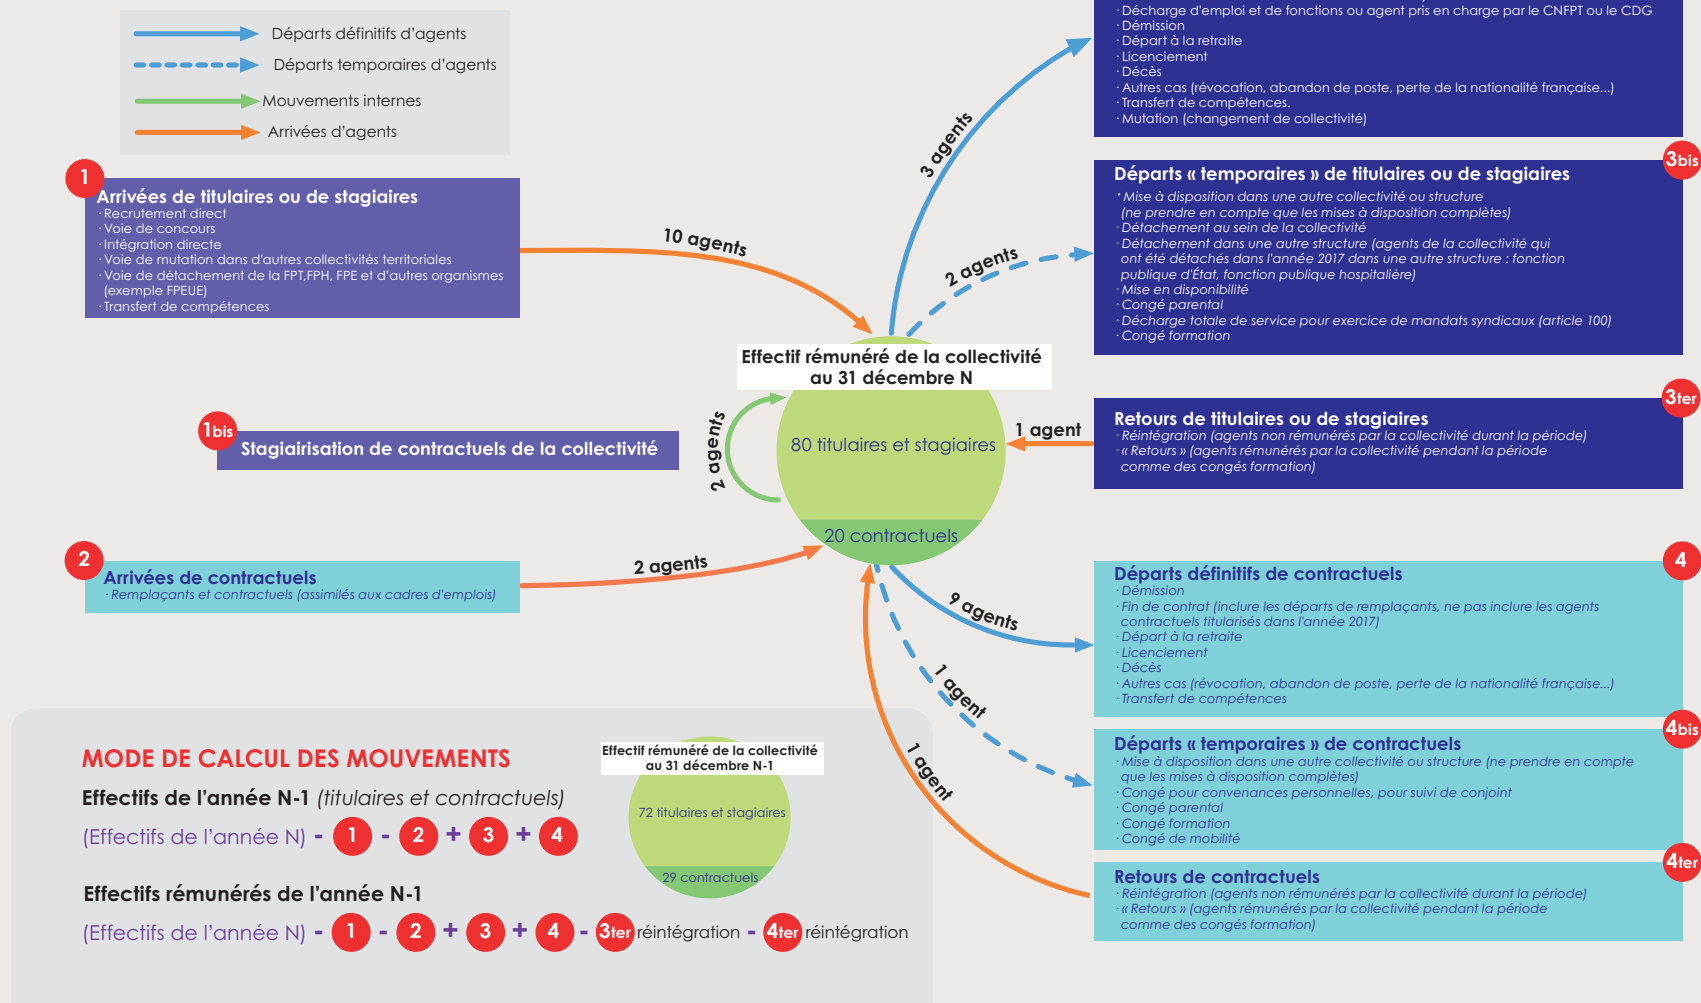 Départs définitifs d'agents
Départs temporaires d'agents
Mouvements internes
Arrivées d'agents
· Décharge d'emploi et de fonctions ou agent pris en charge par le CNFPT ou le CDG
· Démission
· Départ à la retraite
· Licenciement
· Décès
· Autres cas (révocation, abandon de poste, perte de la nationalité française...)
· Transfert de compétences.
· Mutation (changement de collectivité)
3 agents
1
Arrivées de titulaires ou de stagiaires
· Recrutement direct
· Voie de concours
· Intégration directe
· Voie de mutation dans d'autres collectivités territoriales
· Voie de détachement de la FPT,FPH, FPE et d'autres organismes
(exemple FPEUE)
· Transfert de compétences
10 agents
3bis
Départs « temporaires » de titulaires ou de stagiaires
· Mise à disposition dans une autre collectivité ou structure
(ne prendre en compte que les mises à disposition complètes)
· Détachement au sein de la collectivité
· Détachement dans une autre structure (agents de la collectivité qui
ont été détachés dans l'année 2017 dans une autre structure : fonction
publique d'État, fonction publique hospitalière)
· Mise en disponibilité
· Congé parental
· Décharge totale de service pour exercice de mandats syndicaux (article 100)
· Congé formation
2 agents
Effectif rémunéré de la collectivité
au 31 décembre N
80 titulaires et stagiaires
20 contractuels
1bis
Stagiairisation de contractuels de la collectivité
2 agents
3ter
Retours de titulaires ou de stagiaires
· Réintégration (agents non rémunérés par la collectivité durant la période)
· « Retours » (agents rémunérés par la collectivité pendant la période
comme des congés formation)
1 agent
2
Arrivées de contractuels
· Remplaçants et contractuels (assimilés aux cadres d'emplois)
2 agents
4
Départs définitifs de contractuels
· Démission
· Fin de contrat (inclure les départs de remplaçants, ne pas inclure les agents
contractuels titularisés dans l'année 2017)
· Départ à la retraite
· Licenciement
· Décès
· Autres cas (révocation, abandon de poste, perte de la nationalité française...)
· Transfert de compétences
9 agents
4bis
Départs « temporaires » de contractuels
· Mise à disposition dans une autre collectivité ou structure (ne prendre en compte
que les mises à disposition complètes)
· Congé pour convenances personnelles, pour suivi de conjoint
· Congé parental
· Congé formation
· Congé de mobilité
1 agent
4ter
Retours de contractuels
· Réintégration (agents non rémunérés par la collectivité durant la période)
· « Retours » (agents rémunérés par la collectivité pendant la période
comme des congés formation)
1 agent
MODE DE CALCUL DES MOUVEMENTS
Effectifs de l'année N-1 (titulaires et contractuels)
(Effectifs de l'année N) - 1 - 2 + 3 + 4
Effectifs rémunérés de l'année N-1
(Effectifs de l'année N) - 1 - 2 + 3 + 4 - 3ter réintégration - 4ter réintégration
Effectif rémunéré de la collectivité
au 31 décembre N-1
72 titulaires et stagiaires
29 contractuels